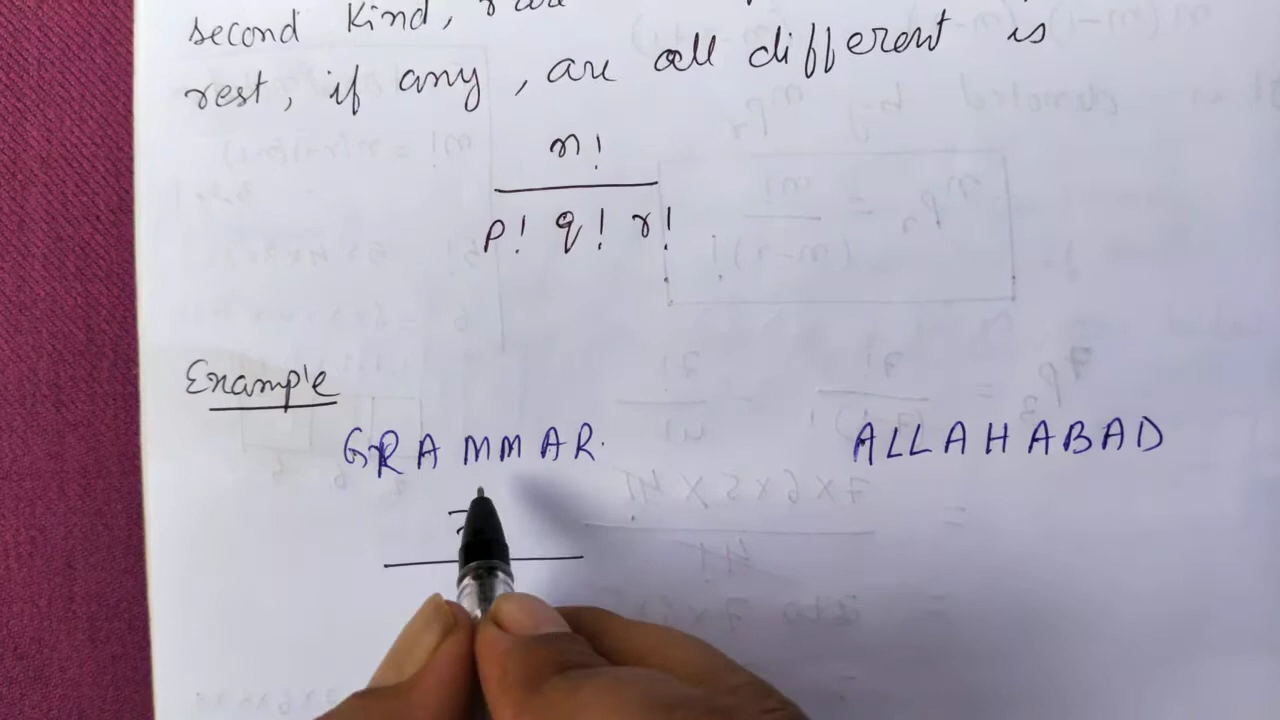 second kind,
rest, if any, are all different is
n!
p! q! r!
Example
GRAMMAR. ALLAHABAD